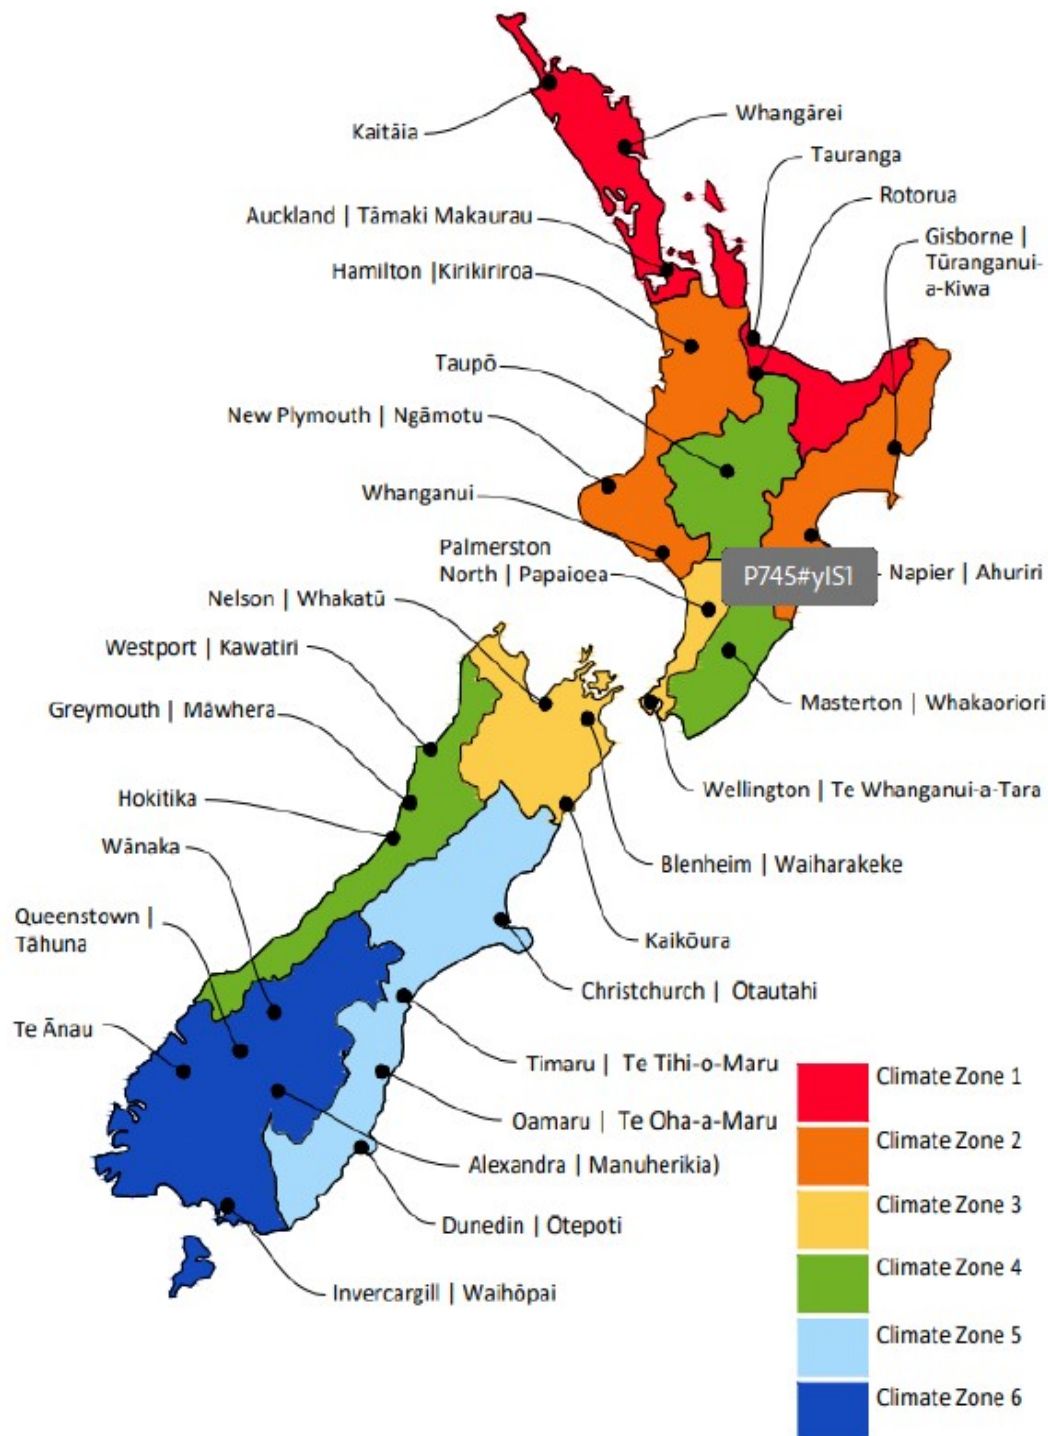 Kaitāia
Whangārei
Tauranga
Rotorua
Auckland | Tāmaki Makaurau
Gisborne |
Tūranganui-
a-Kiwa
Hamilton |Kirikiriroa
Taupō
New Plymouth | Ngāmotu
Whanganui
Palmerston
North | Papaioea
P745#yIS1
Napier | Ahuriri
Nelson | Whakatū
Westport | Kawatiri
Greymouth | Māwhera
Masterton | Whakaoriori
Hokitika
Wellington | Te Whanganui-a-Tara
Wānaka
Blenheim | Waiharakeke
Queenstown |
Tāhuna
Kaikōura
Christchurch | Otautahi
Te Ānau
Timaru | Te Tihi-o-Maru
Oamaru | Te Oha-a-Maru
Alexandra | Manuherikia)
Dunedin | Ōtepoti
Invercargill | Waihōpai
Climate Zone 1
Climate Zone 2
Climate Zone 3
Climate Zone 4
Climate Zone 5
Climate Zone 6